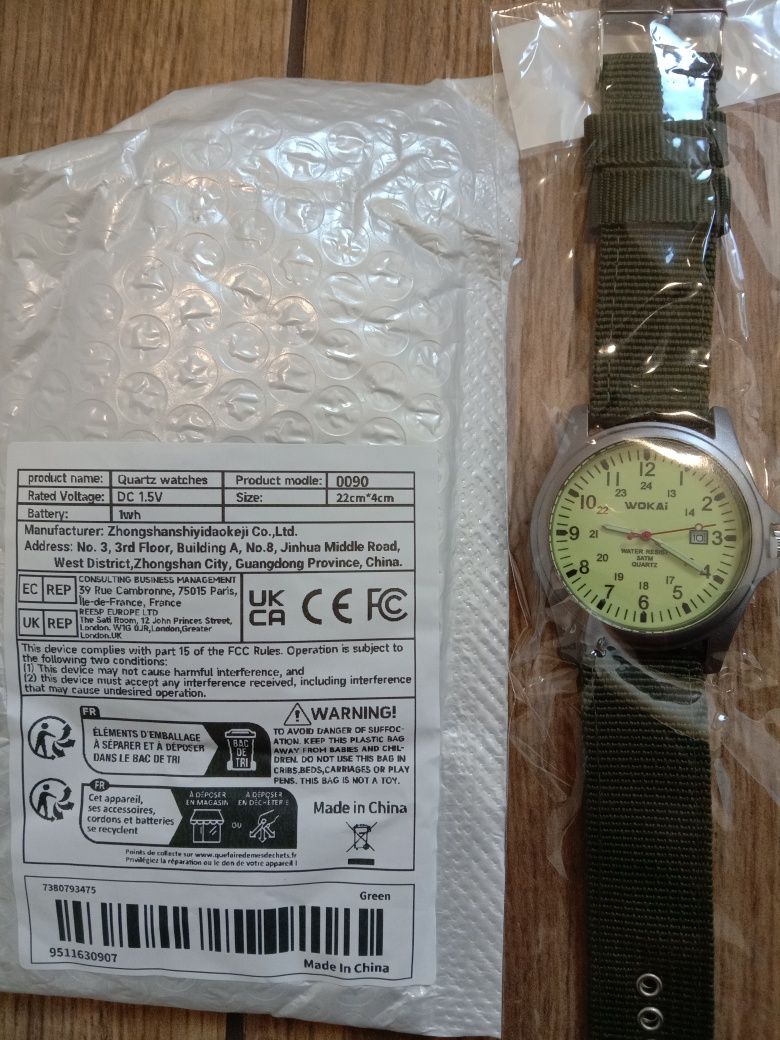 product name: Quartz watches Product modle: 0090
Rated Voltage: DC 1.5V Size: 22cm*4cm
Battery: 1wh
Manufacturer: Zhongshanshiyidaokeji Co.,Ltd.
Address: No. 3, 3rd Floor, Building A, No.8, Jinhua Middle Road,
West District,Zhongshan City, Guangdong Province, China.
EC REP
CONSULTING BUSINESS MANAGEMENT
39 Rue Cambronne, 75015 Paris,
Île-de-France, France
UK REP
REESP EUROPE LTD
The Sati Room, 12 John Princes Street,
London. W1G 0JR,London,Greater
London.UK
UK
CA CE FC
This device complies with part 15 of the FCC Rules. Operation is subject to
the following two conditions:
(1) This device may not cause harmful interference, and
(2) this device must accept any interference received, including interference
that may cause undesired operation.
FR
ÉLÉMENTS D'EMBALLAGE
À SÉPARER ET À DÉPOSER
DANS LE BAC DE TRI
BAC
DE
TRI
WARNING!
TO AVOID DANGER OF SUFFOC-
ATION. KEEP THIS PLASTIC BAG
AWAY FROM BABIES AND CHIL-
DREN. DO NOT USE THIS BAG IN
CRIBS,BEDS,CARRIAGES OR PLAY
PENS. THIS BAG IS NOT A TOY.
FR
Cet appareil,
ses accessoires,
cordons et batteries
se recyclent
À DÉPOSER
EN MAGASIN
OU
À DÉPOSER
EN DÉCHÈTERIE
Made in China
Points de collecte sur www.quefairedemesdechets.fr
Privilégiez la réparation ou le don de votre appareil !
7380793475
Green
9511630907
Made In China
12
24
23 13
10 2
22 14
WOKAi
9 21 3
WATER RESIST
5ATM
QUARTZ
8 20 4
19 18 17
7 6 5